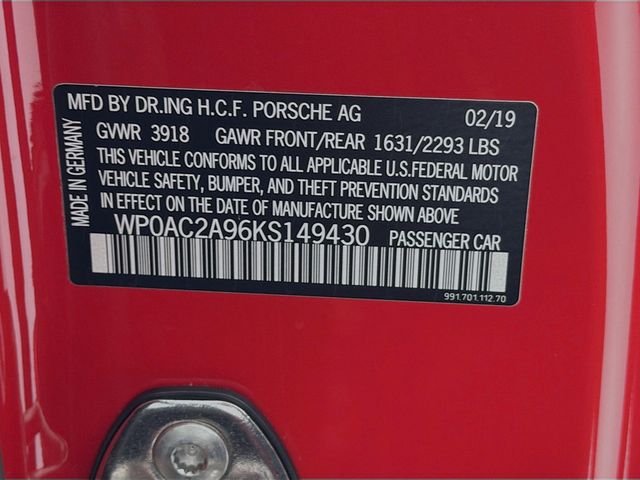 MFD BY DR.ING H.C.F. PORSCHE AG 02/19
GVWR 3918 GAWR FRONT/REAR 1631/2293 LBS
THIS VEHICLE CONFORMS TO ALL APPLICABLE U.S.FEDERAL MOTOR
VEHICLE SAFETY, BUMPER, AND THEFT PREVENTION STANDARDS
IN EFFECT ON THE DATE OF MANUFACTURE SHOWN ABOVE
WP0AC2A96KS149430 PASSENGER CAR
991.701.112.70
MADE IN GERMANY